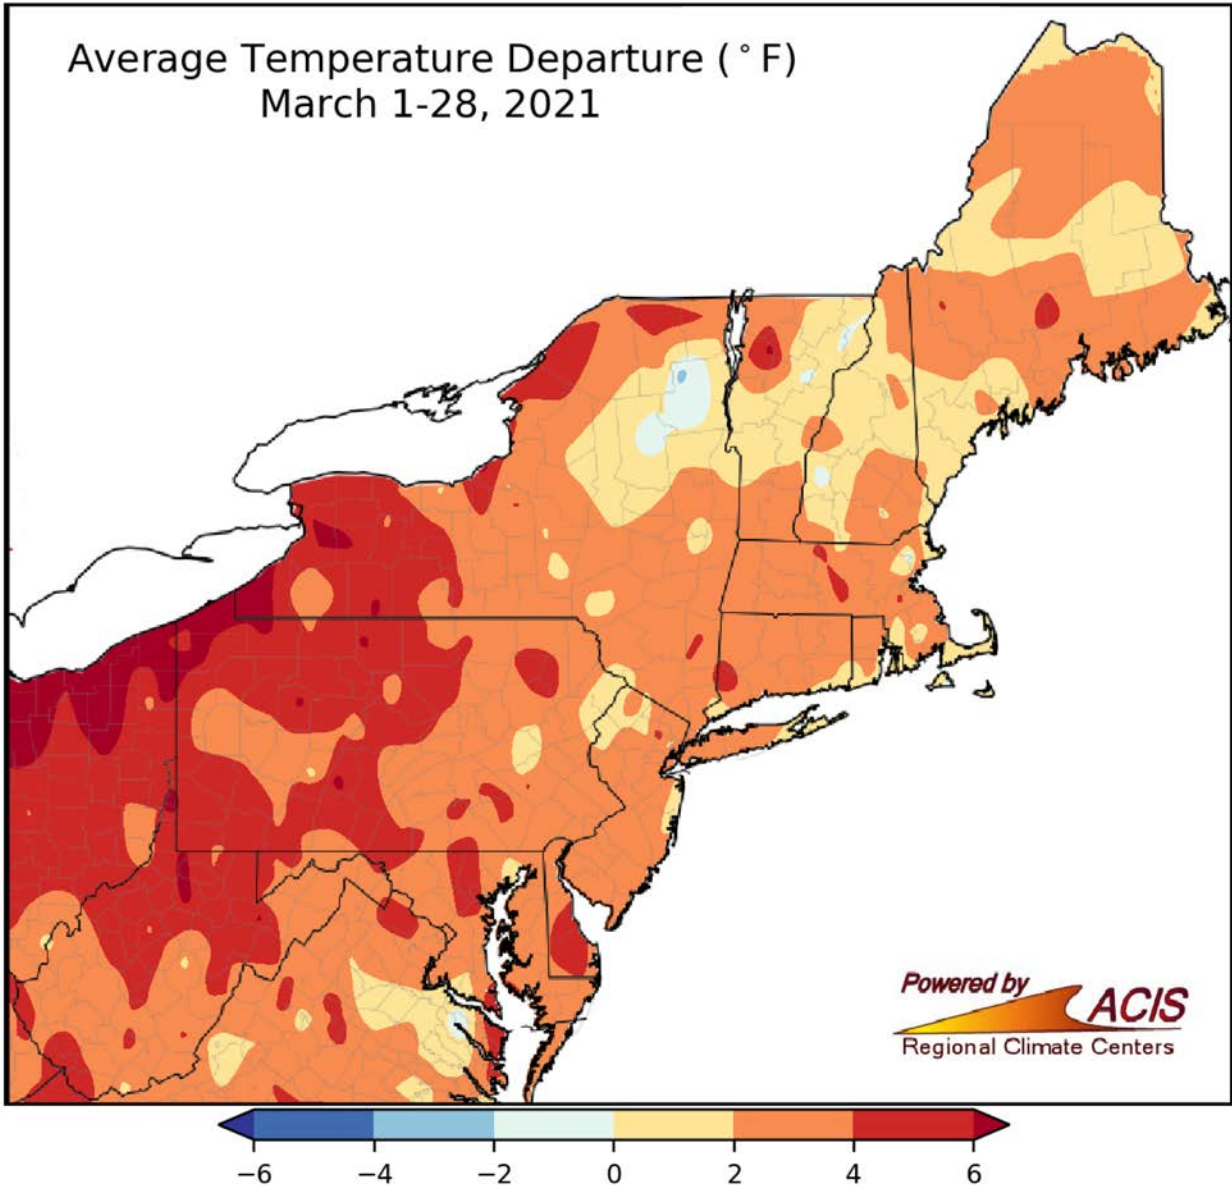 Average Temperature Departure (°F)
March 1-28, 2021
Powered by
ACIS
Regional Climate Centers
−6 −4 −2 0 2 4 6